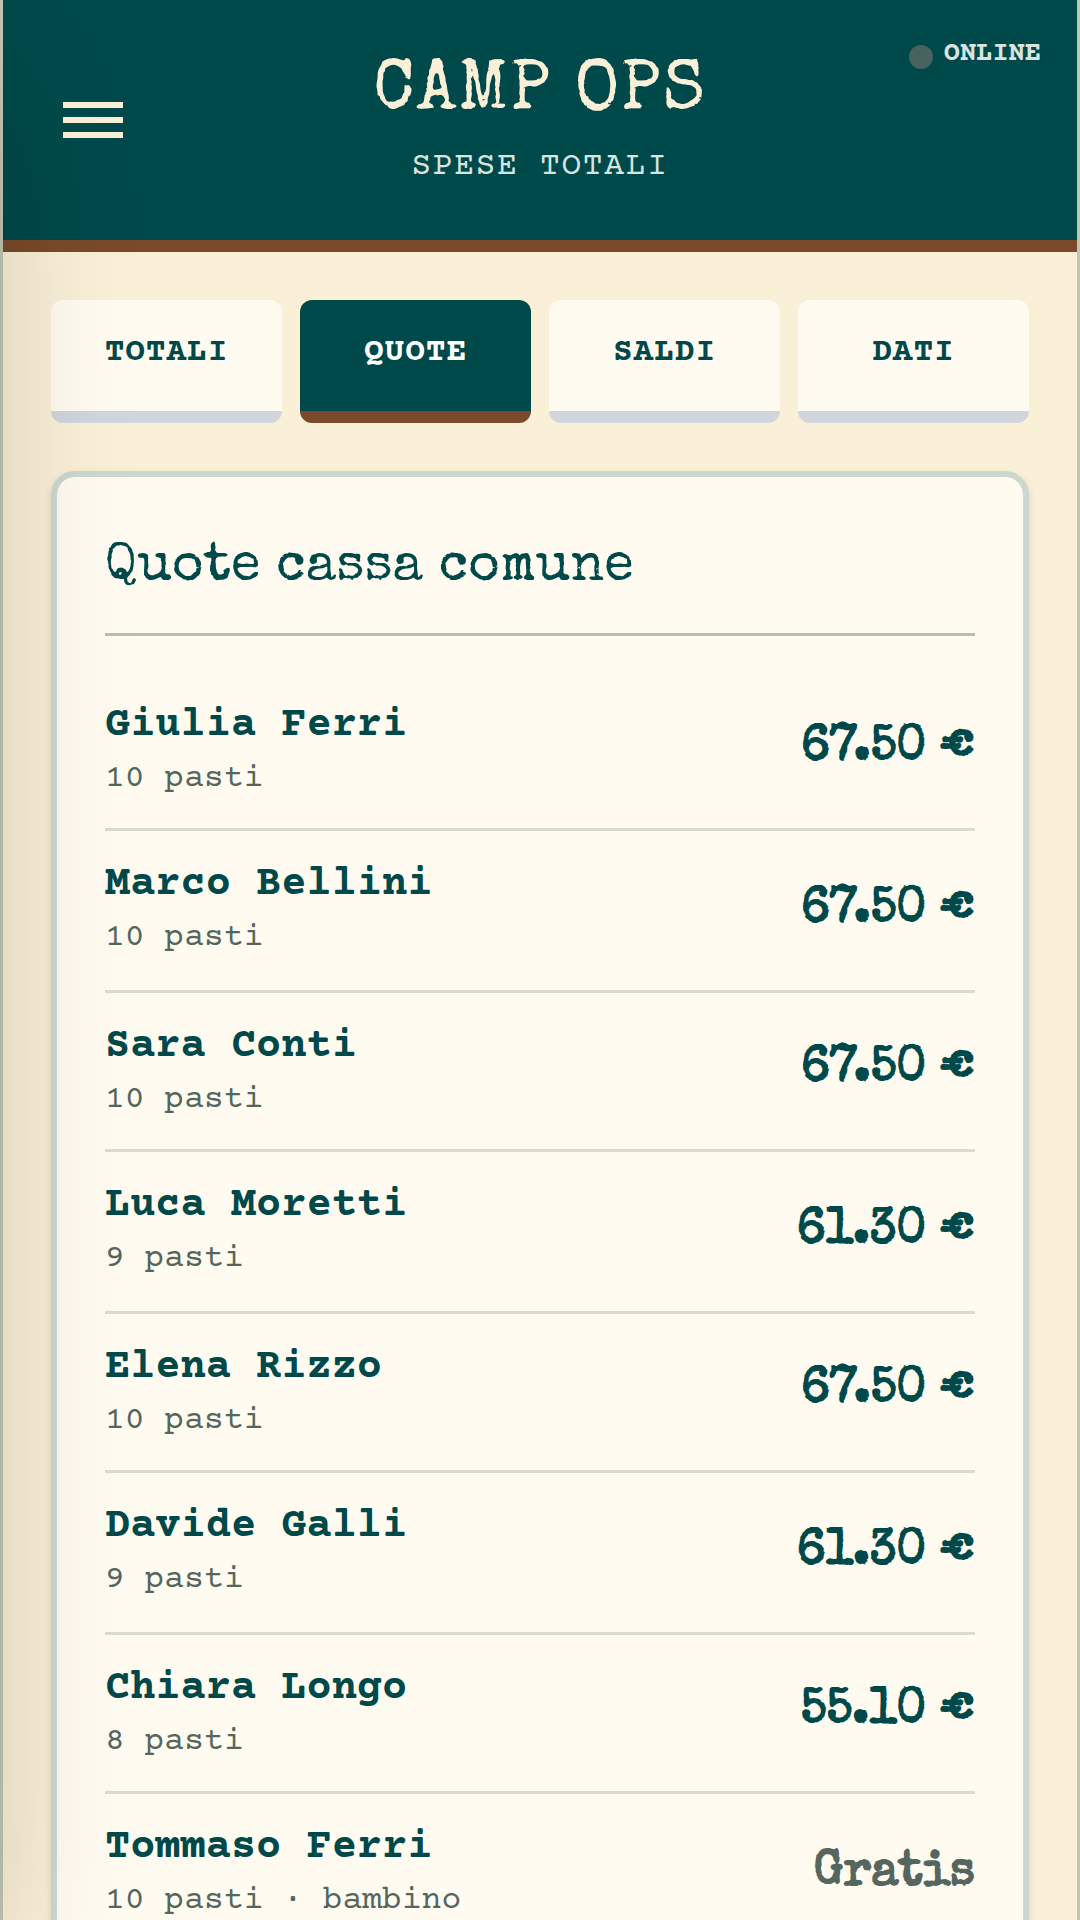 CAMP OPS
ONLINE
SPESE TOTALI
TOTALI
QUOTE
SALDI
DATI
Quote cassa comune
Giulia Ferri
67.50 €
10 pasti
Marco Bellini
67.50 €
10 pasti
Sara Conti
67.50 €
10 pasti
Luca Moretti
61.30 €
9 pasti
Elena Rizzo
67.50 €
10 pasti
Davide Galli
61.30 €
9 pasti
Chiara Longo
55.10 €
8 pasti
Tommaso Ferri
Gratis
10 pasti · bambino